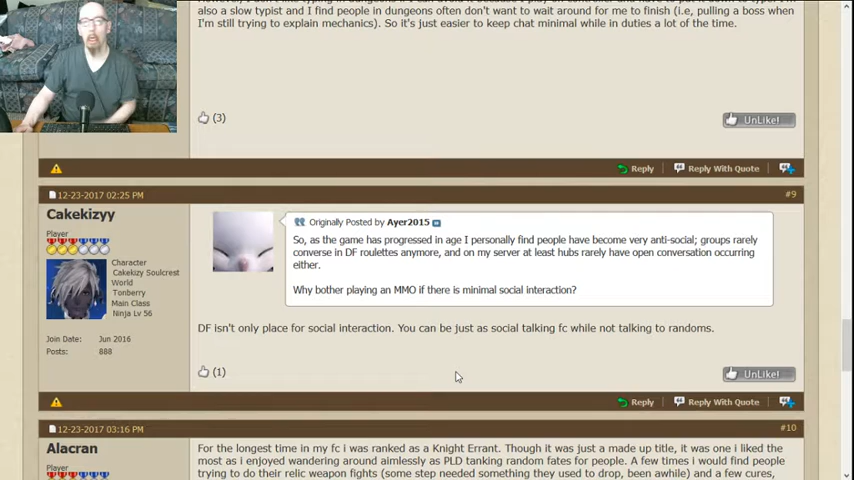 also a slow typist and I find people in dungeons often don't want to wait around for me to finish (i.e, pulling a boss when
I'm still trying to explain mechanics). So it's just easier to keep chat minimal while in duties a lot of the time.
(3)
UnLike!
Reply
Reply With Quote
12-23-2017 02:25 PM
#9
Cakekizyy
Player
Character
Cakekizy Soulcrest
World
Tonberry
Main Class
Ninja Lv 56
Join Date: Jun 2016
Posts: 888
Originally Posted by Ayer2015
So, as the game has progressed in age I personally find people have become very anti-social; groups rarely
converse in DF roulettes anymore, and on my server at least hubs rarely have open conversation occurring
either.
Why bother playing an MMO if there is minimal social interaction?
DF isn't only place for social interaction. You can be just as social talking fc while not talking to randoms.
(1)
UnLike!
Reply
Reply With Quote
12-23-2017 03:16 PM
#10
Alacran
Player
For the longest time in my fc i was ranked as a Knight Errant. Though it was just a made up title, it was one i liked the
most as i enjoyed wandering around aimlessly as PLD tanking random fates for people. A few times i would find people
trying to do their relic weapon fights (some step needed something they used to drop, been awhile) and a few cures,